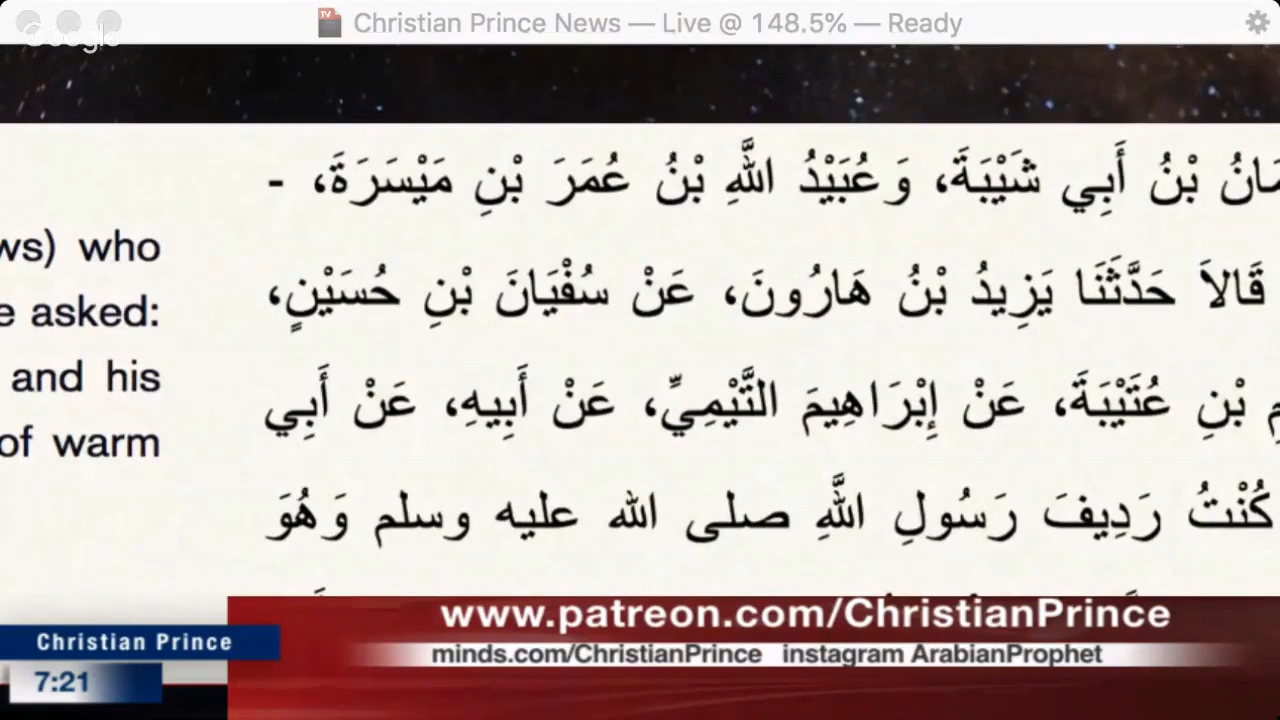 Christian Prince News — Live @ 148.5% — Ready
Google
بْنُ أَبِي شَيْبَةَ، وَعُبَيْدُ اللَّهِ بْنُ عُمَرَ بْنِ مَيْسَرَةَ، -
قَالاَ حَدَّثَنَا يَزِيدُ بْنُ هَارُونَ، عَنْ سُفْيَانَ بْنِ حُسَيْنٍ،
بْنِ عُتَيْبَةَ، عَنْ إِبْرَاهِيمَ التَّيْمِيِّ، عَنْ أَبِيهِ، عَنْ أَبِي
كُنْتُ رَدِيفَ رَسُولِ اللَّهِ صلى الله عليه وسلم وَهُوَ
ws) who
e asked:
and his
of warm
www.patreon.com/ChristianPrince
minds.com/ChristianPrince instagram ArabianProphet
Christian Prince
7:21